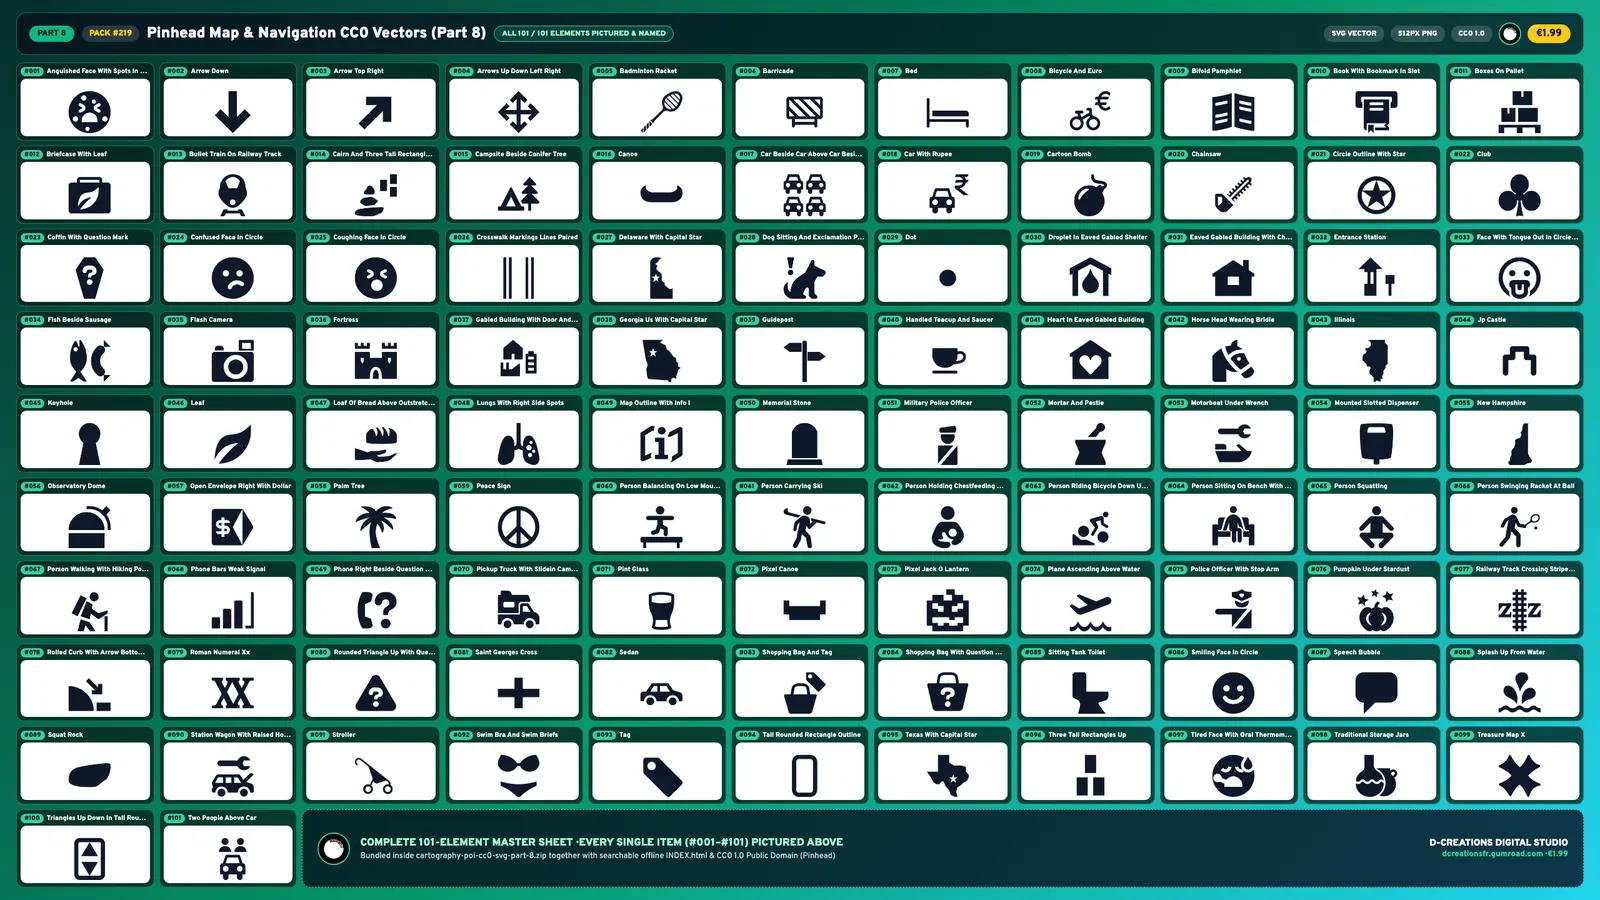 PART 8 PACK #219 Pinhead Map & Navigation CC0 Vectors (Part 8) ALL 101 / 101 ELEMENTS PICTURED & NAMED SVG VECTOR 512PX PNG CC0 1.0 €1.99
#001 Anguished Face With Spots In ... #002 Arrow Down #003 Arrow Top Right #004 Arrows Up Down Left Right #005 Badminton Racket #006 Barricade #007 Bed #008 Bicycle And Euro #009 Bifold Pamphlet #010 Book With Bookmark In Slot #011 Boxes On Pallet
€
#012 Briefcase With Leaf #013 Bullet Train On Railway Track #014 Cairn And Three Tall Rectangl... #015 Campsite Beside Conifer Tree #016 Canoe #017 Car Beside Car Above Car Besi... #018 Car With Rupee #019 Cartoon Bomb #020 Chainsaw #021 Circle Outline With Star #022 Club
₹
#023 Coffin With Question Mark #024 Confused Face In Circle #025 Coughing Face In Circle #026 Crosswalk Markings Lines Paired #027 Delaware With Capital Star #028 Dog Sitting And Exclamation P... #029 Dot #030 Droplet In Eaved Gabled Shelter #031 Eaved Gabled Building With Ch... #032 Entrance Station #033 Face With Tongue Out In Circle...
? !
#034 Fish Beside Sausage #035 Flash Camera #036 Fortress #037 Gabled Building With Door And... #038 Georgia Us With Capital Star #039 Guidepost #040 Handled Teacup And Saucer #041 Heart In Eaved Gabled Building #042 Horse Head Wearing Bridle #043 Illinois #044 Jp Castle
#045 Keyhole #046 Leaf #047 Loaf Of Bread Above Outstretc... #048 Lungs With Right Side Spots #049 Map Outline With Info I #050 Memorial Stone #051 Military Police Officer #052 Mortar And Pestle #053 Motorboat Under Wrench #054 Mounted Slotted Dispenser #055 New Hampshire
i
#056 Observatory Dome #057 Open Envelope Right With Dollar #058 Palm Tree #059 Peace Sign #060 Person Balancing On Low Mou... #061 Person Carrying Ski #062 Person Holding Chestfeeding ... #063 Person Riding Bicycle Down U... #064 Person Sitting On Bench With ... #065 Person Squatting #066 Person Swinging Racket At Ball
$
#067 Person Walking With Hiking Po... #068 Phone Bars Weak Signal #069 Phone Right Beside Question ... #070 Pickup Truck With Slidein Cam... #071 Pint Glass #072 Pixel Canoe #073 Pixel Jack O Lantern #074 Plane Ascending Above Water #075 Police Officer With Stop Arm #076 Pumpkin Under Stardust #077 Railway Track Crossing Stripe...
? Z Z
#078 Rolled Curb With Arrow Botto... #079 Roman Numeral Xx #080 Rounded Triangle Up With Que... #081 Saint Georges Cross #082 Sedan #083 Shopping Bag And Tag #084 Shopping Bag With Question ... #085 Sitting Tank Toilet #086 Smiling Face In Circle #087 Speech Bubble #088 Splash Up From Water
XX ? ?
#089 Squat Rock #090 Station Wagon With Raised Ho... #091 Stroller #092 Swim Bra And Swim Briefs #093 Tag #094 Tall Rounded Rectangle Outline #095 Texas With Capital Star #096 Three Tall Rectangles Up #097 Tired Face With Oral Thermom... #098 Traditional Storage Jars #099 Treasure Map X
#100 Triangles Up Down In Tall Rou... #101 Two People Above Car
COMPLETE 101-ELEMENT MASTER SHEET · EVERY SINGLE ITEM (#001–#101) PICTURED ABOVE
Bundled inside cartography-poi-cc0-svg-part-8.zip together with searchable offline INDEX.html & CC0 1.0 Public Domain (Pinhead)
D-CREATIONS DIGITAL STUDIO
dcreationsfr.gumroad.com · €1.99